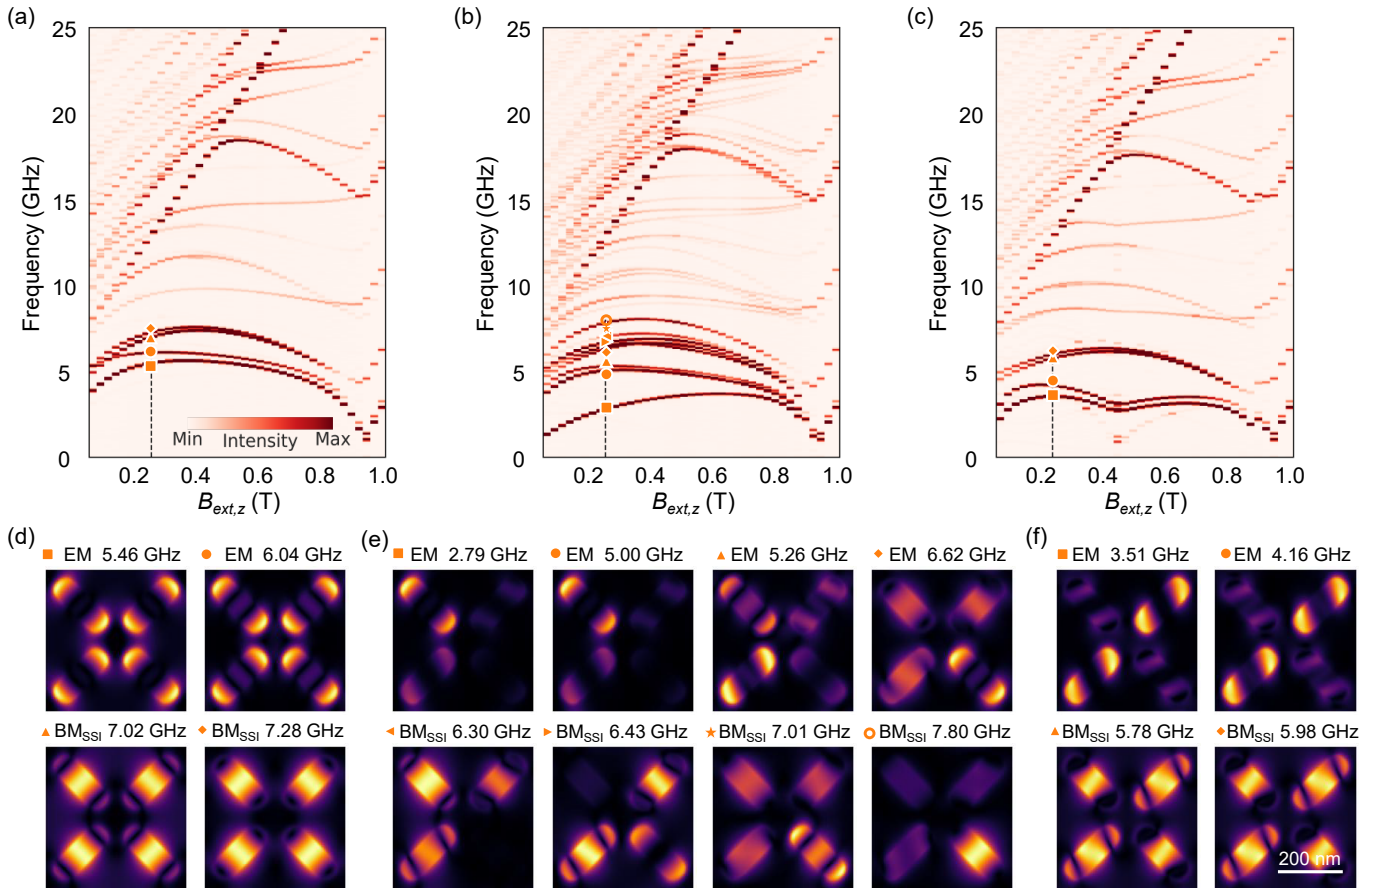 (a)
25
20
15
10
5
0
Frequency (GHz)
Min Intensity Max
0.2 0.4 0.6 0.8 1.0
B_ext,z (T)
(b)
25
20
15
10
5
0
Frequency (GHz)
0.2 0.4 0.6 0.8 1.0
B_ext,z (T)
(c)
25
20
15
10
5
0
Frequency (GHz)
0.2 0.4 0.6 0.8 1.0
B_ext,z (T)
(d)
EM 5.46 GHz
EM 6.04 GHz
BM_SSI 7.02 GHz
BM_SSI 7.28 GHz
(e)
EM 2.79 GHz
EM 5.00 GHz
EM 5.26 GHz
EM 6.62 GHz
BM_SSI 6.30 GHz
BM_SSI 6.43 GHz
BM_SSI 7.01 GHz
BM_SSI 7.80 GHz
(f)
EM 3.51 GHz
EM 4.16 GHz
BM_SSI 5.78 GHz
BM_SSI 5.98 GHz
200 nm